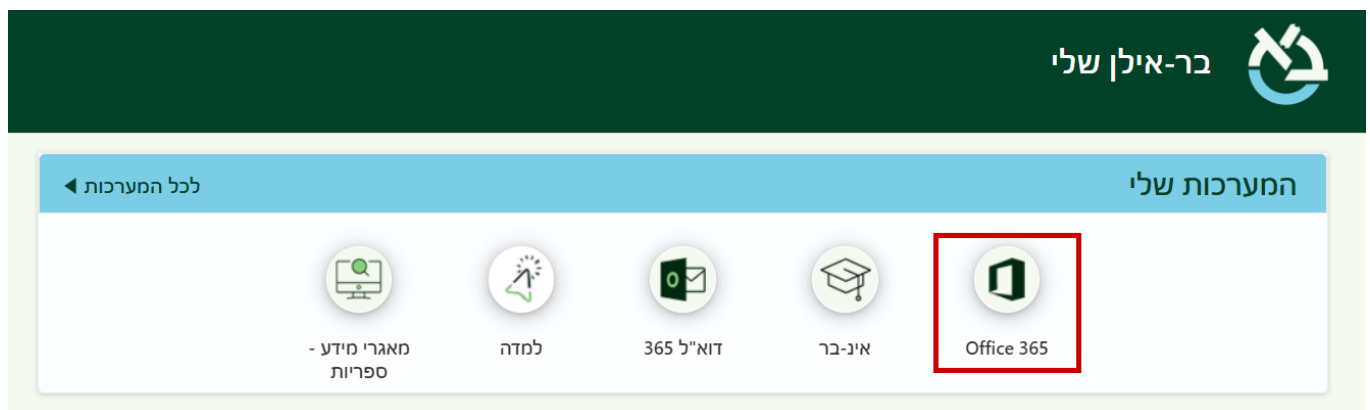 בר-אילן שלי
המערכות שלי
לכל המערכות
Office 365
אינ-בר
דוא"ל 365
למדה
מאגרי מידע -
ספריות